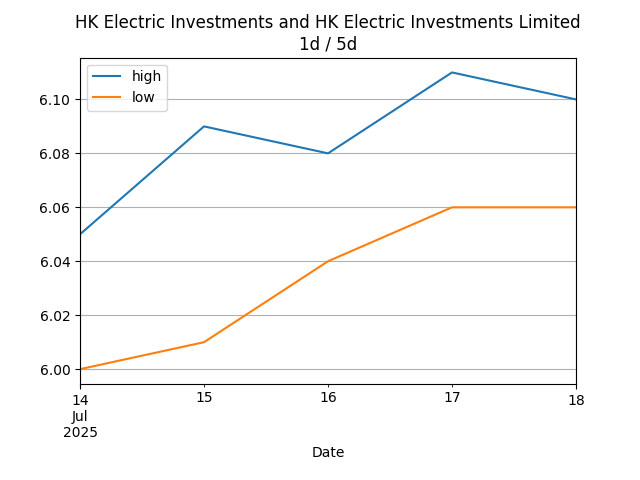 HK Electric Investments and HK Electric Investments Limited
1d / 5d
high
low
6.10
6.08
6.06
6.04
6.02
6.00
14 15 16 17 18
Jul
2025
Date